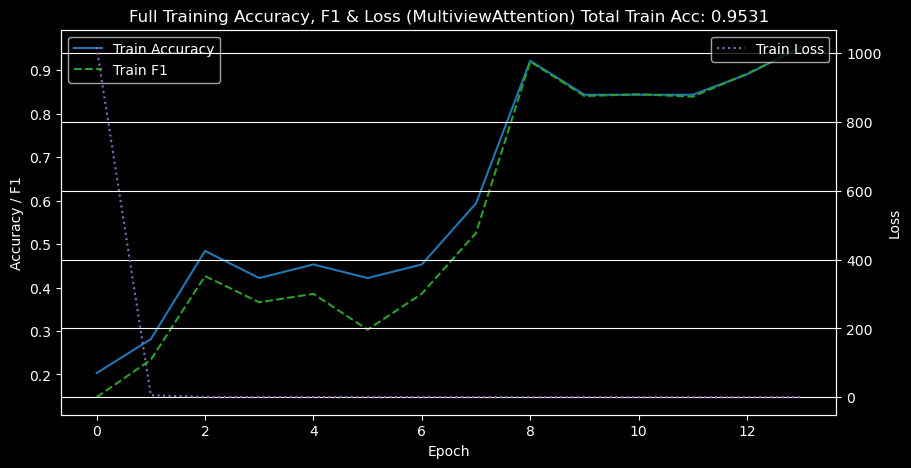 Full Training Accuracy, F1 & Loss (MultiviewAttention) Total Train Acc: 0.9531
Train Accuracy
Train F1
Train Loss
Accuracy / F1
0.9
0.8
0.7
0.6
0.5
0.4
0.3
0.2
1000
800
600
400
200
0
Loss
0 2 4 6 8 10 12
Epoch